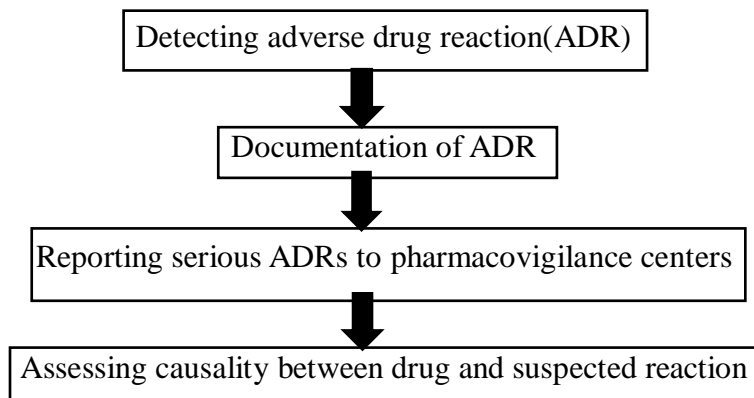 Detecting adverse drug reaction(ADR)
Documentation of ADR
Reporting serious ADRs to pharmacovigilance centers
Assessing causality between drug and suspected reaction